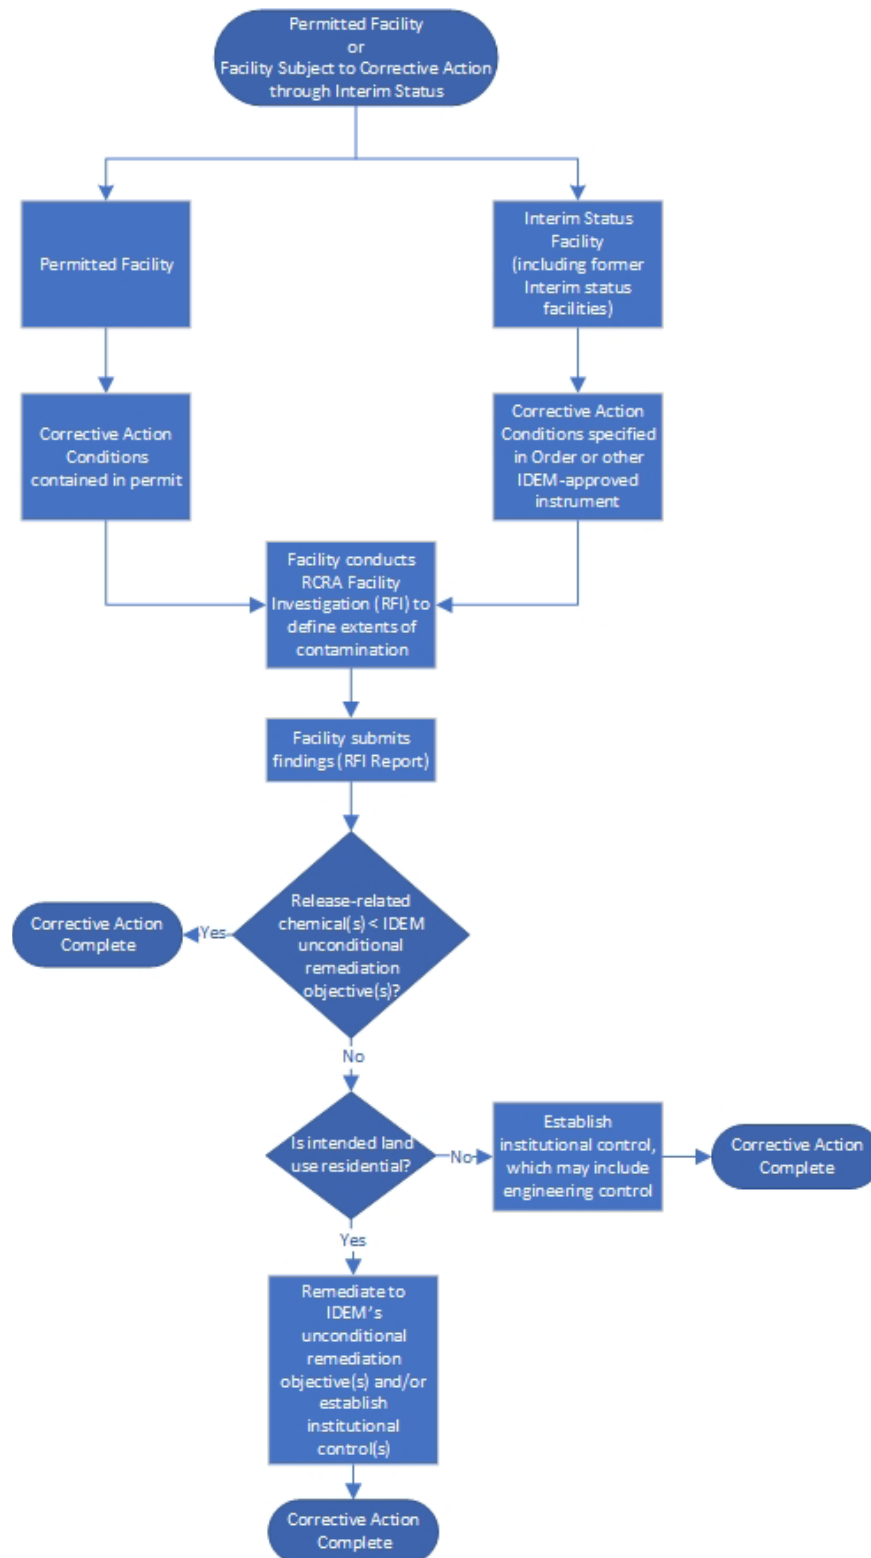 Permitted Facility
or
Facility Subject to Corrective Action
through Interim Status
Permitted Facility
Interim Status
Facility
(including former
Interim status
facilities)
Corrective Action
Conditions
contained in permit
Corrective Action
Conditions specified
in Order or other
IDEM-approved
instrument
Facility conducts
RCRA Facility
Investigation (RFI) to
define extents of
contamination
Facility submits
findings (RFI Report)
Release-related
chemical(s) < IDEM
unconditional
remediation
objective(s)?
Yes
Corrective Action
Complete
No
Is intended land
use residential?
No
Establish
institutional control,
which may include
engineering control
Corrective Action
Complete
Yes
Remediate to
IDEM's
unconditional
remediation
objective(s) and/or
establish
institutional
control(s)
Corrective Action
Complete